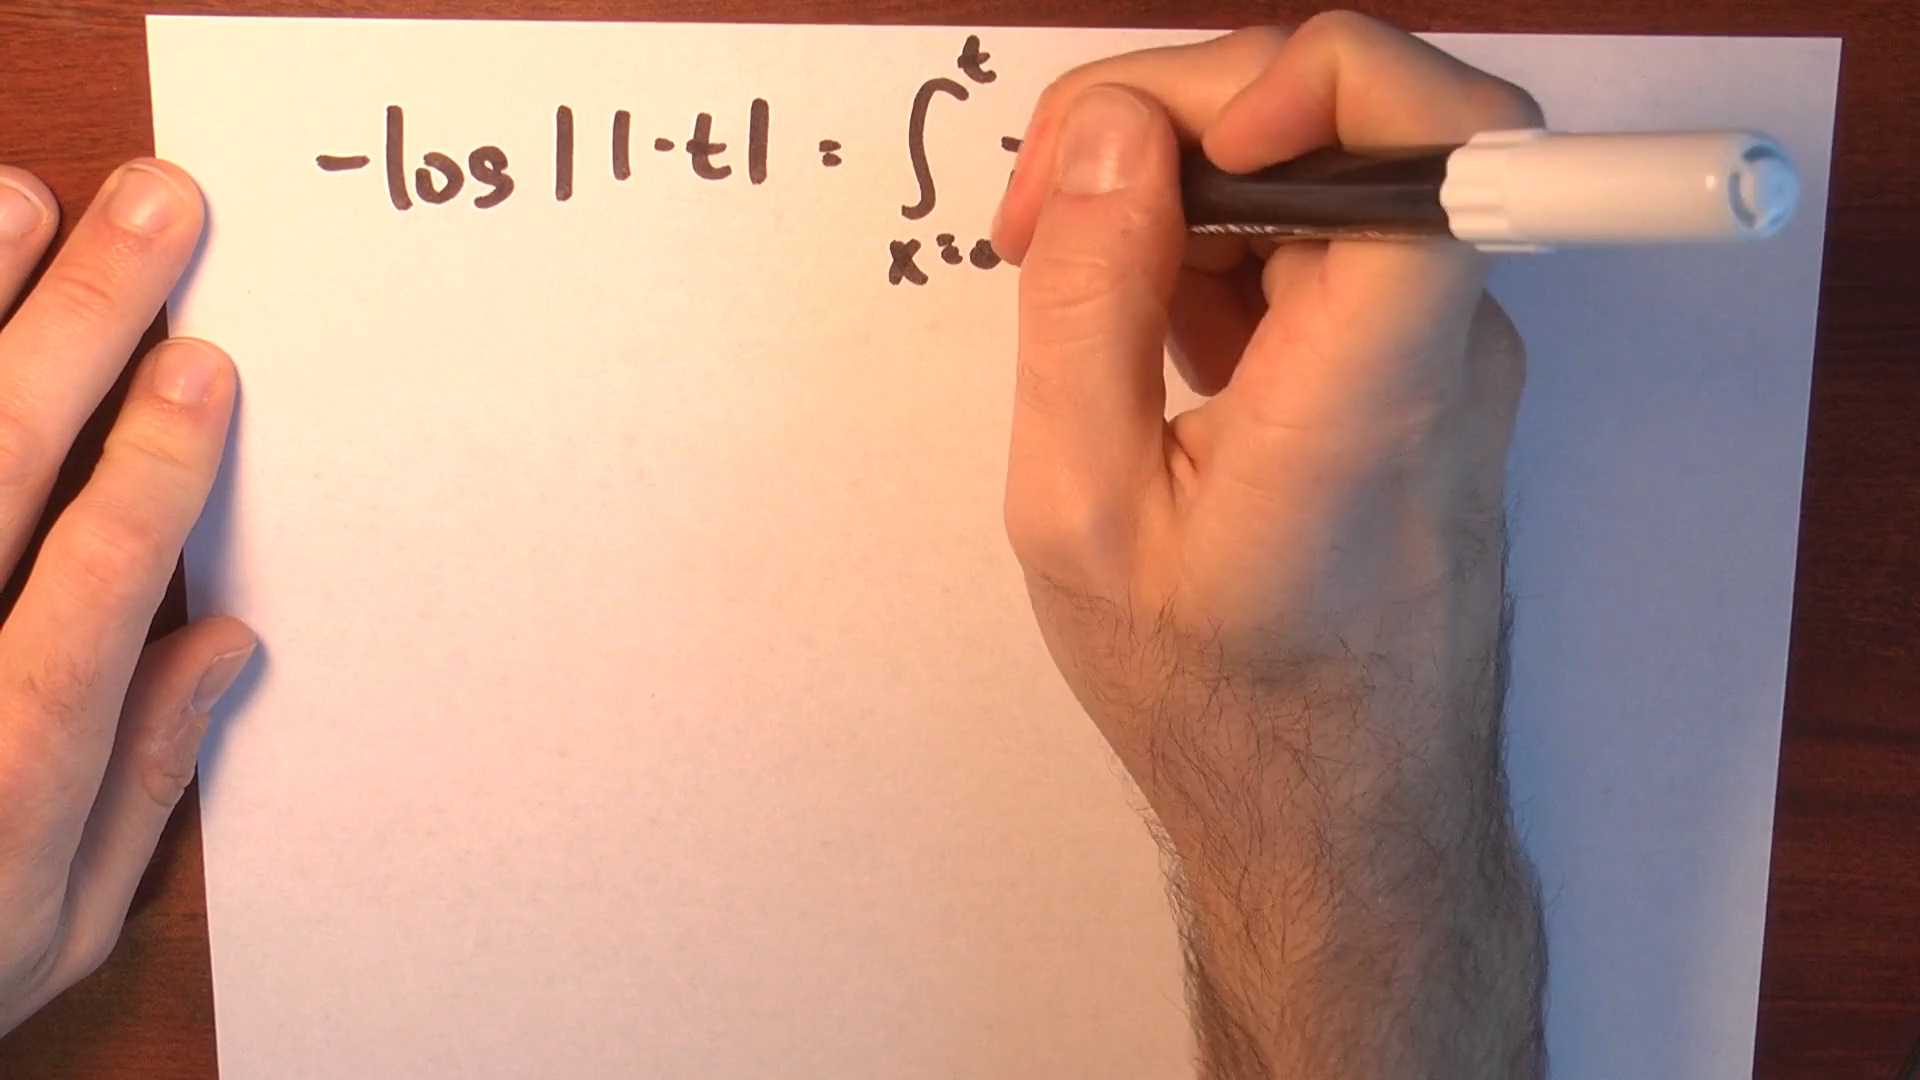 -log |1-t| = ∫_{x=0}^{t}